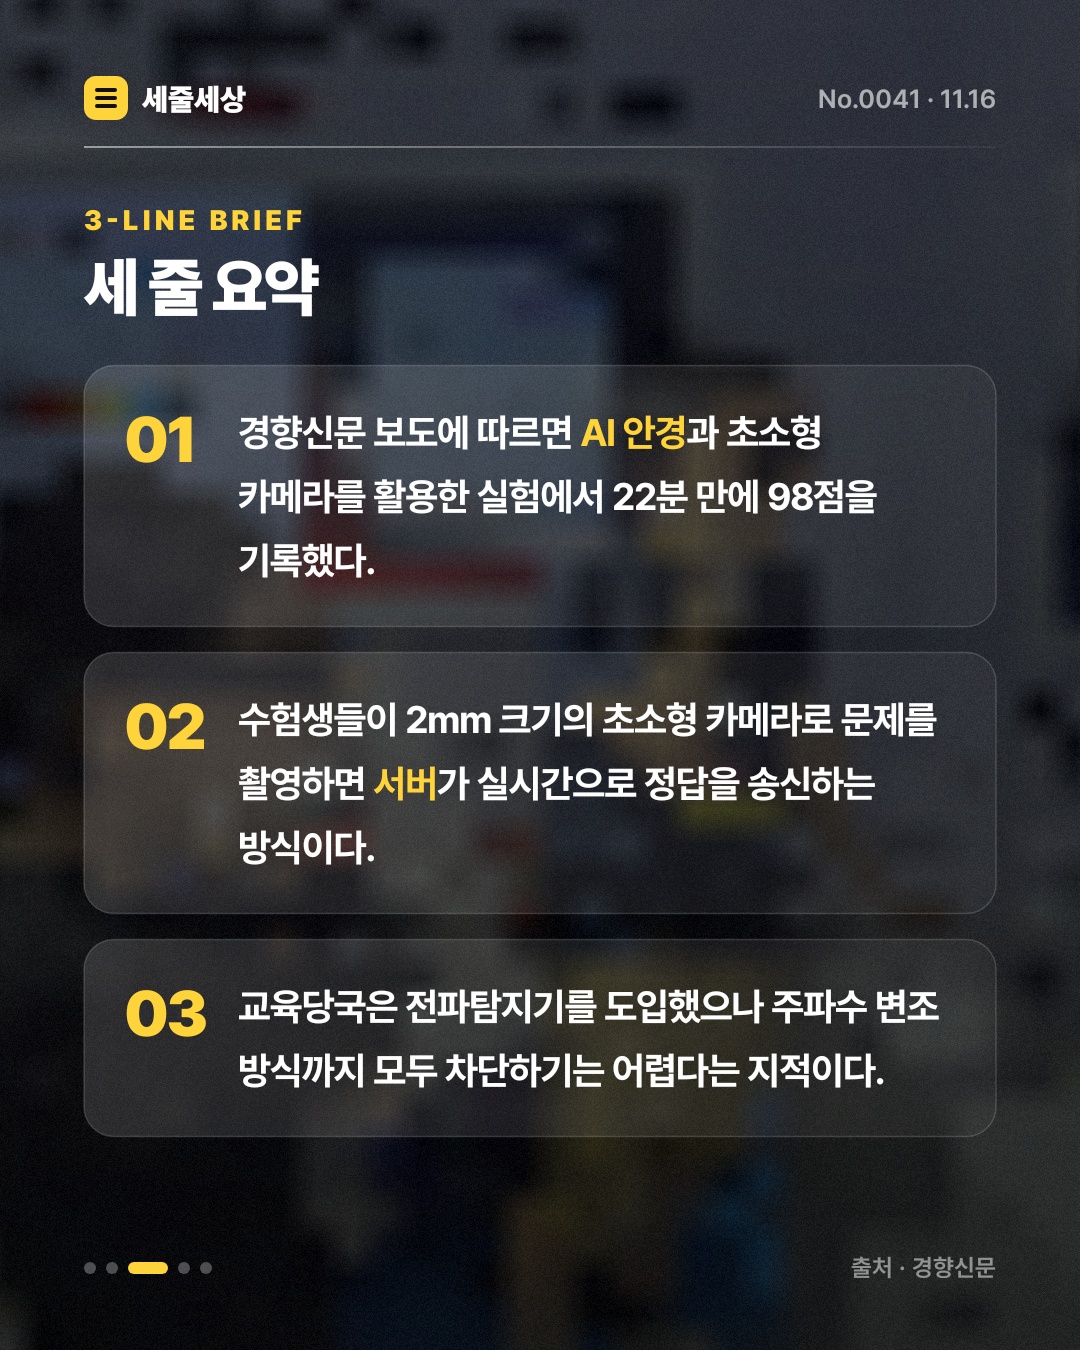 세줄세상
No.0041 · 11.16
3-LINE BRIEF
세 줄 요약
01
경향신문 보도에 따르면 AI 안경과 초소형
카메라를 활용한 실험에서 22분 만에 98점을
기록했다.
02
수험생들이 2mm 크기의 초소형 카메라로 문제를
촬영하면 서버가 실시간으로 정답을 송신하는
방식이다.
03
교육당국은 전파탐지기를 도입했으나 주파수 변조
방식까지 모두 차단하기는 어렵다는 지적이다.
출처 · 경향신문